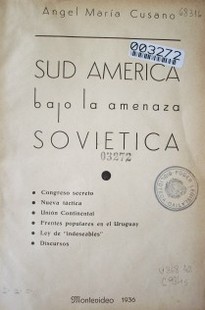 Angel María Cusano
68316
003272
SUD AMERICA
bajo la amenaza
SOVIETICA
03272
Congreso secreto
Nueva táctica
Unión Continental
Frentes populares en el Uruguay
Ley de "indeseables"
Discursos
Montevideo 1936